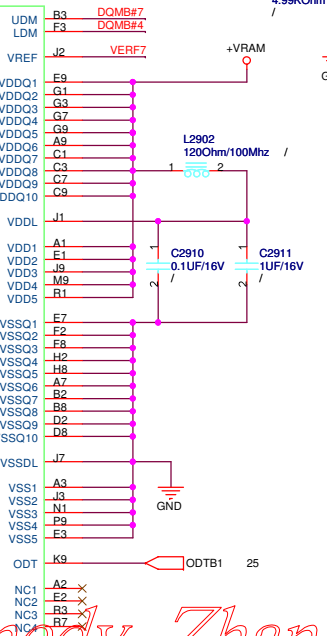 4.99KOhm
/
UDM B3 DQMB#7
LDM F3 DQMB#4
VREF J2 VERF7
+VRAM
VDDQ1 E9
VDDQ2 G1
VDDQ3 G3
VDDQ4 G7
VDDQ5 G9
VDDQ6 A9
VDDQ7 C1
VDDQ8 C3
VDDQ9 C7
DDQ10 C9
L2902
120Ohm/100Mhz /
1 2
VDDL J1
VDD1 A1
VDD2 E1
VDD3 J9
VDD4 M9
VDD5 R1
1 C2910
0.1UF/16V
2 /
1 C2911
1UF/16V
2 /
VSSQ1 E7
VSSQ2 F2
VSSQ3 F8
VSSQ4 H2
VSSQ5 H8
VSSQ6 A7
VSSQ7 B2
VSSQ8 B8
VSSQ9 D2
VSSQ10 D8
VSSDL J7
VSS1 A3
VSS2 J3
VSS3 N1
VSS4 P9
VSS5 E3
GND
ODT K9 ODTB1 25
NC1 A2
NC2 E2
NC3 R3
NC4 R7